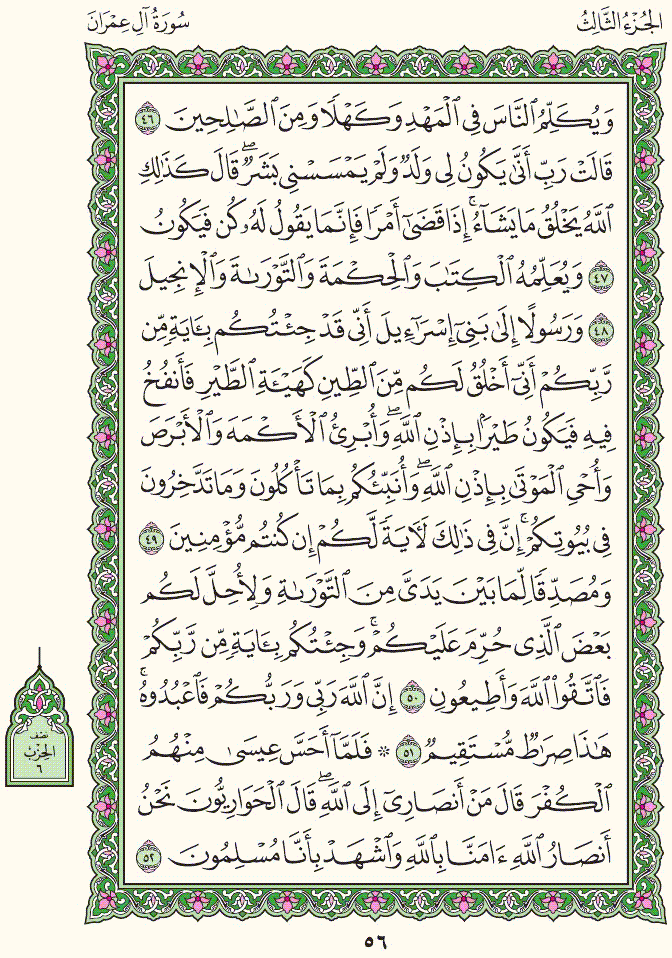 الجُزْءُ الثَّالِثُ
سُورَةُ آلِ عِمْرَانَ
وَيُكَلِّمُ ٱلنَّاسَ فِي ٱلْمَهْدِ وَكَهْلًا وَمِنَ ٱلصَّٰلِحِينَ ٤٦
قَالَتْ رَبِّ أَنَّىٰ يَكُونُ لِي وَلَدٌ وَلَمْ يَمْسَسْنِي بَشَرٌ ۖ قَالَ كَذَٰلِكِ
ٱللَّهُ يَخْلُقُ مَا يَشَآءُ ۚ إِذَا قَضَىٰٓ أَمْرًا فَإِنَّمَا يَقُولُ لَهُۥ كُن فَيَكُونُ
٤٧ وَيُعَلِّمُهُ ٱلْكِتَٰبَ وَٱلْحِكْمَةَ وَٱلتَّوْرَىٰةَ وَٱلْإِنجِيلَ
٤٨ وَرَسُولًا إِلَىٰ بَنِيٓ إِسْرَٰٓءِيلَ أَنِّي قَدْ جِئْتُكُم بِـَٔايَةٍ مِّن
رَّبِّكُمْ أَنِّيٓ أَخْلُقُ لَكُم مِّنَ ٱلطِّينِ كَهَيْـَٔةِ ٱلطَّيْرِ فَأَنفُخُ
فِيهِ فَيَكُونُ طَيْرًۢا بِإِذْنِ ٱللَّهِ ۖ وَأُبْرِئُ ٱلْأَكْمَهَ وَٱلْأَبْرَصَ
وَأُحْيِ ٱلْمَوْتَىٰ بِإِذْنِ ٱللَّهِ ۖ وَأُنَبِّئُكُم بِمَا تَأْكُلُونَ وَمَا تَدَّخِرُونَ
فِي بُيُوتِكُمْ ۚ إِنَّ فِي ذَٰلِكَ لَـَٔايَةً لَّكُمْ إِن كُنتُم مُّؤْمِنِينَ ٤٩
وَمُصَدِّقًا لِّمَا بَيْنَ يَدَيَّ مِنَ ٱلتَّوْرَىٰةِ وَلِأُحِلَّ لَكُم
بَعْضَ ٱلَّذِي حُرِّمَ عَلَيْكُمْ ۚ وَجِئْتُكُم بِـَٔايَةٍ مِّن رَّبِّكُمْ
فَٱتَّقُوا۟ ٱللَّهَ وَأَطِيعُونِ ٥٠ إِنَّ ٱللَّهَ رَبِّي وَرَبُّكُمْ فَٱعْبُدُوهُ ۗ
هَٰذَا صِرَٰطٌ مُّسْتَقِيمٌ ٥١ ۞ فَلَمَّآ أَحَسَّ عِيسَىٰ مِنْهُمُ
ٱلْكُفْرَ قَالَ مَنْ أَنصَارِيٓ إِلَى ٱللَّهِ ۖ قَالَ ٱلْحَوَارِيُّونَ نَحْنُ
أَنصَارُ ٱللَّهِ ءَامَنَّا بِٱللَّهِ وَٱشْهَدْ بِأَنَّا مُسْلِمُونَ ٥٢
نصف
الحزب
٦
٥٦